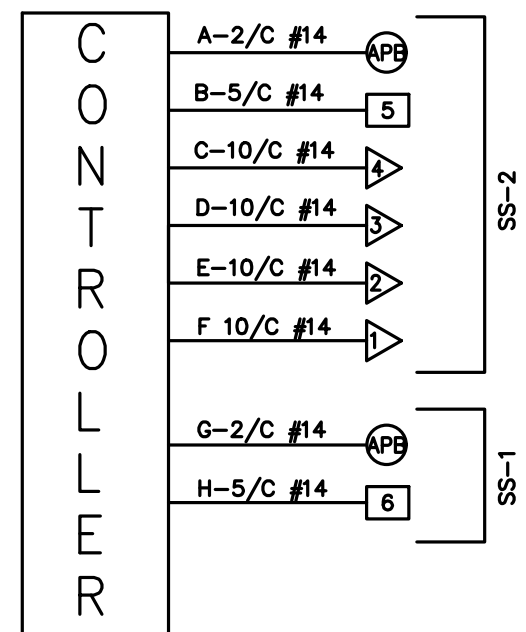 CONTROLLER
A-2/C #14
APB
B-5/C #14
5
C-10/C #14
4
D-10/C #14
3
E-10/C #14
2
F 10/C #14
1
SS-2
G-2/C #14
APB
H-5/C #14
6
SS-1